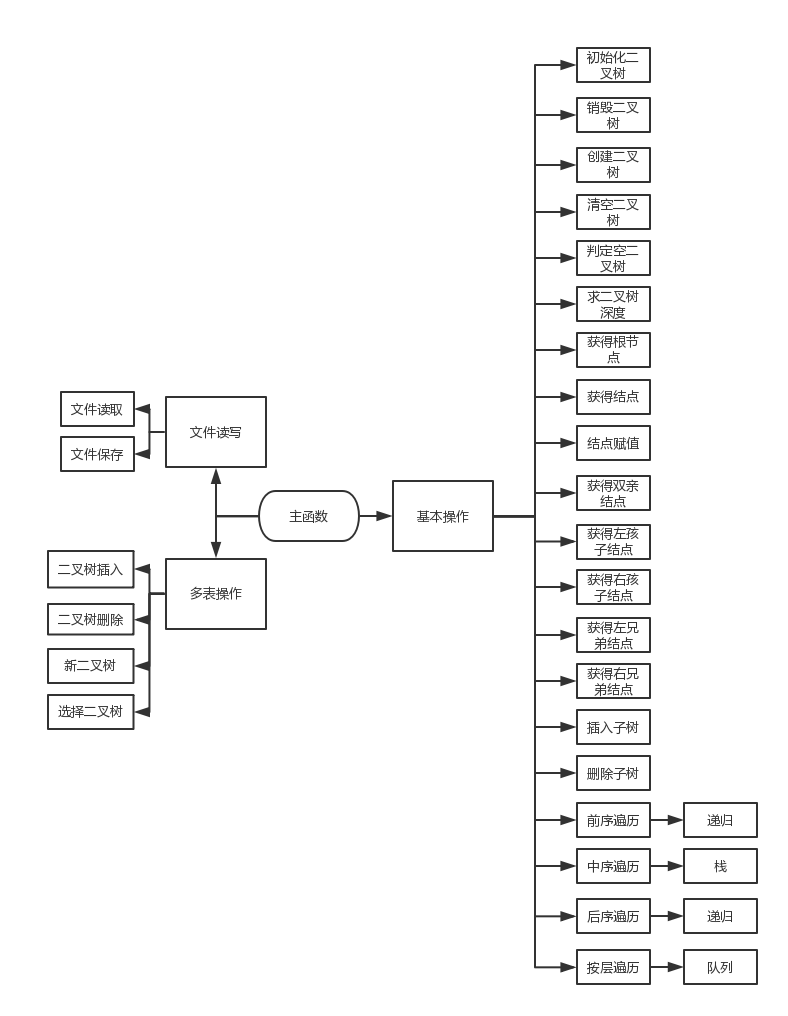 初始化二
叉树
销毁二叉
树
创建二叉
树
清空二叉
树
判定空二
叉树
求二叉树
深度
获得根节
点
获得结点
结点赋值
获得双亲
结点
获得左孩
子结点
获得右孩
子结点
获得左兄
弟结点
获得右兄
弟结点
插入子树
删除子树
前序遍历
递归
中序遍历
栈
后序遍历
递归
按层遍历
队列
基本操作
主函数
文件读写
文件读取
文件保存
多表操作
二叉树插入
二叉树删除
新二叉树
选择二叉树